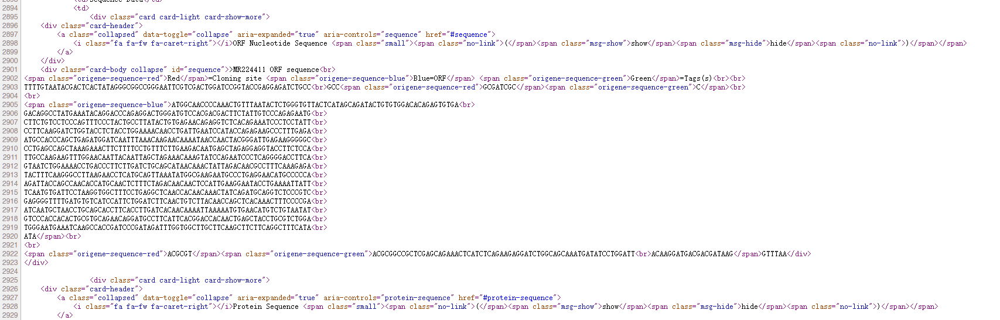 2893                    <td>Sequence Data</td>
2894            <td>
2895                <div class="card card-light card-show-more">
2896    <div class="card-header">
2897        <a class="collapsed" data-toggle="collapse" aria-expanded="true" aria-controls="sequence" href="#sequence">
2898            <i class="fa fa-fw fa-caret-right"></i>ORF Nucleotide Sequence <span class="small"><span class="no-link">(</span><span class="msg-show">show</span><span class="msg-hide">hide</span><span class="no-link">)</span></span>
2899        </a>
2900    </div>
2901    <div class="card-body collapse" id="sequence">>MR224411 ORF sequence<br>
2902 <span class="origene-sequence-red">Red</span>=Cloning site <span class="origene-sequence-blue">Blue=ORF</span> <span class="origene-sequence-green">Green</span>=Tags(s)<br><br>
2903 TTTTGTAATACGACTCACTATAGGGCGGCCGGGAATTCGTCGACTGGATCCGGTACCGAGGAGATCTGCC<br>GCC<span class="origene-sequence-red">GCGATCGC</span><span class="origene-sequence-green">C</span><br>
2904 <br>
2905 <span class="origene-sequence-blue">ATGGCAACCCCAAACTGTTTAATACTCTGGGTGTTACTCATAGCAGATACTGTGTGGACACAGAGTGTGA<br>
2906 GACAGGCCTATGAAATACAGGACCCAGAGGACTGGGATGTCCACGACGACTTCTATTGTCCCAGAGAATG<br>
2907 CTTCTGTCCTCCCAGTTTCCCTACTGCCTTATACTGTGAGAACAGAGGTCTCACAGAAATCCCTCCTATT<br>
2908 CCTTCAAGGATCTGGTACCTCTACCTGGAAAACAACCTGATTGAATCCATACCAGAGAAGCCCTTTGAGA<br>
2909 ATGCCACCCAGCTGAGATGGATCAATTTAAACAAGAACAAAATAACCAACTACGGGATTGAGAAGGGGGC<br>
2910 CCTGAGCCAGCTAAAGAAACTTCTTTTCCTGTTTCTTGAAGACAATGAGCTAGAGGAGGTACCTTCTCCA<br>
2911 TTGCCAAGAAGTTTGGAACAATTACAATTAGCTAGAAACAAAGTATCCAGAATCCCTCAGGGGACCTTCA<br>
2912 GTAATCTGGAAAACCTGACCCTTCTTGATCTGCAGCATAACAAACTATTAGACAACGCCTTTCAAAGAGA<br>
2913 TACTTTCAAGGGCCTTAAGAACCTCATGCAGTTAAATATGGCGAAGAATGCCCTGAGGAACATGCCCCCA<br>
2914 AGATTACCAGCCAACACCATGCAACTCTTTCTAGACAACAACTCCATTGAAGGAATACCTGAAAATTATT<br>
2915 TCAATGTGATTCCTAAGGTGGCTTTCCTGAGGCTCAACCACAACAAACTATCAGATGCAGGTCTCCCGTC<br>
2916 GAGGGGTTTTGATGTGTCATCCATTCTGGATCTTCAACTGTCTTACAACCAGCTCACAAACTTTCCCCGA<br>
2917 ATCAATGCTAACCTGCAGCACCTTCACCTTGATCACAACAAAATTAAAAATGTGAACATGTCTGTAATAT<br>
2918 GTCCCACCACACTGCGTGCAGAACAGGATGCCTTCATTCACGGACCACAACTGAGCTACCTGCGTCTGGA<br>
2919 TGGGAATGAAATCAAGCCACCGATCCCGATAGATTTGGTGGCTTGCTTCAAGCTTCTTCAGGCTTTCATA<br>
2920 ATA</span><br>
2921 <br>
2922 <span class="origene-sequence-red">ACGCGT</span><span class="origene-sequence-green">ACGCGGCCGCTCGAGCAGAAACTCATCTCAGAAGAGGATCTGGCAGCAAATGATATCCTGGATT<br>ACAAGGATGACGACGATAAG</span>GTTTAA</div>
2923 </div>
2924
2925                <div class="card card-light card-show-more">
2926    <div class="card-header">
2927        <a class="collapsed" data-toggle="collapse" aria-expanded="true" aria-controls="protein-sequence" href="#protein-sequence">
2928            <i class="fa fa-fw fa-caret-right"></i>Protein Sequence <span class="small"><span class="no-link">(</span><span class="msg-show">show</span><span class="msg-hide">hide</span><span class="no-link">)</span></span>
2929        </a>